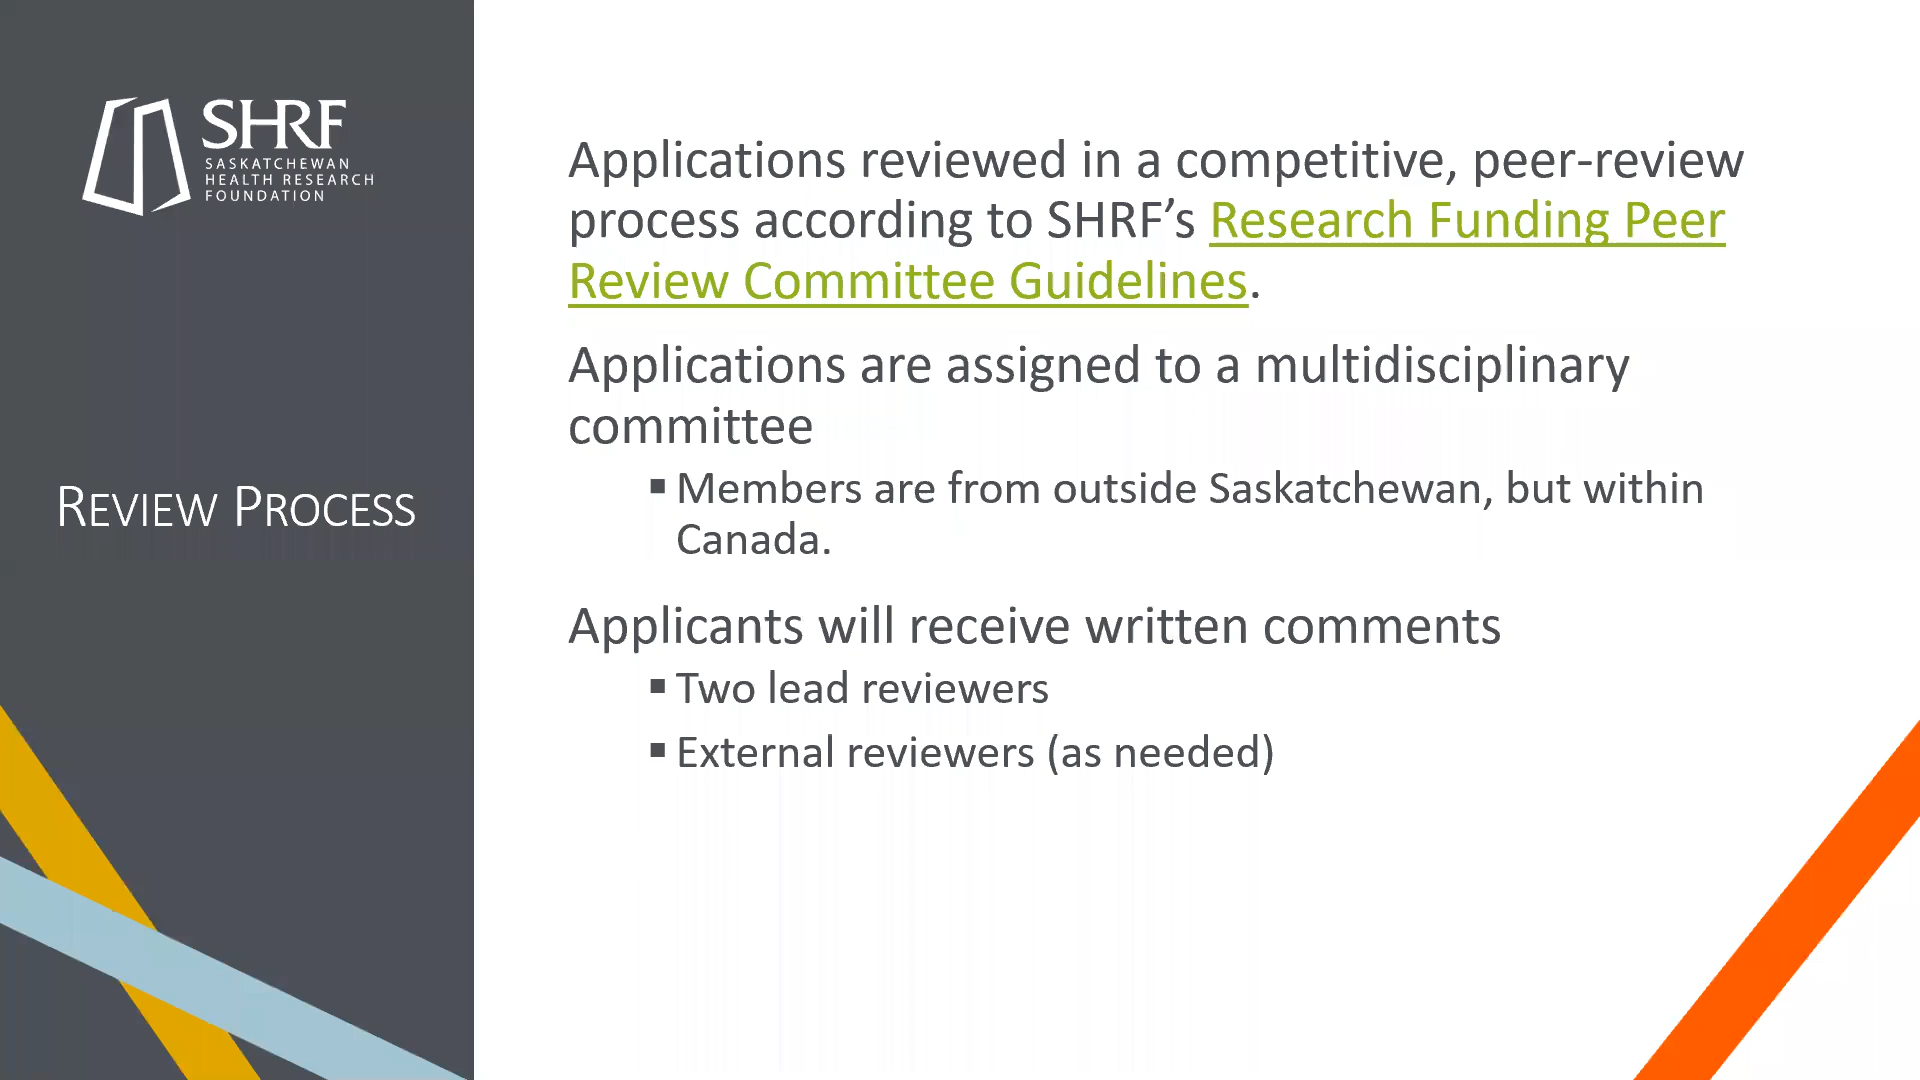 SHRF
SASKATCHEWAN
HEALTH RESEARCH
FOUNDATION
REVIEW PROCESS
Applications reviewed in a competitive, peer-review
process according to SHRF’s Research Funding Peer
Review Committee Guidelines.
Applications are assigned to a multidisciplinary
committee
▪ Members are from outside Saskatchewan, but within
Canada.
Applicants will receive written comments
▪ Two lead reviewers
▪ External reviewers (as needed)